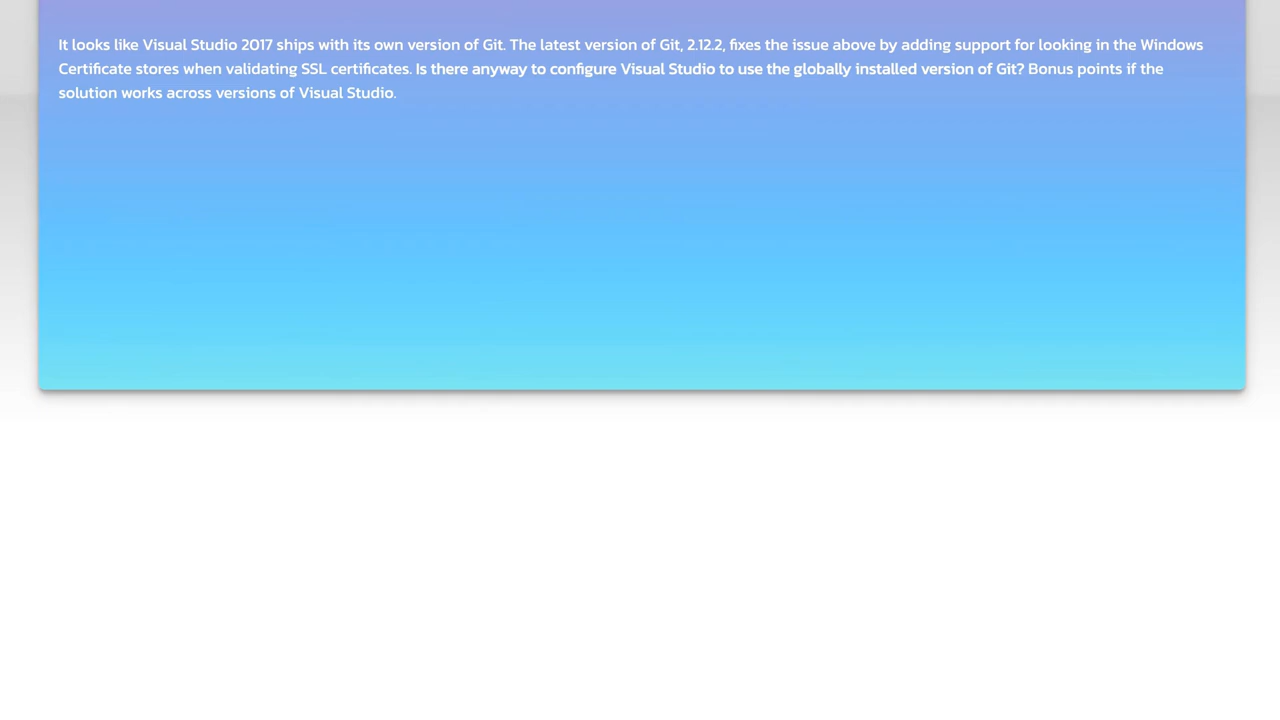 It looks like Visual Studio 2017 ships with its own version of Git. The latest version of Git, 2.12.2, fixes the issue above by adding support for looking in the Windows
Certificate stores when validating SSL certificates. Is there anyway to configure Visual Studio to use the globally installed version of Git? Bonus points if the
solution works across versions of Visual Studio.